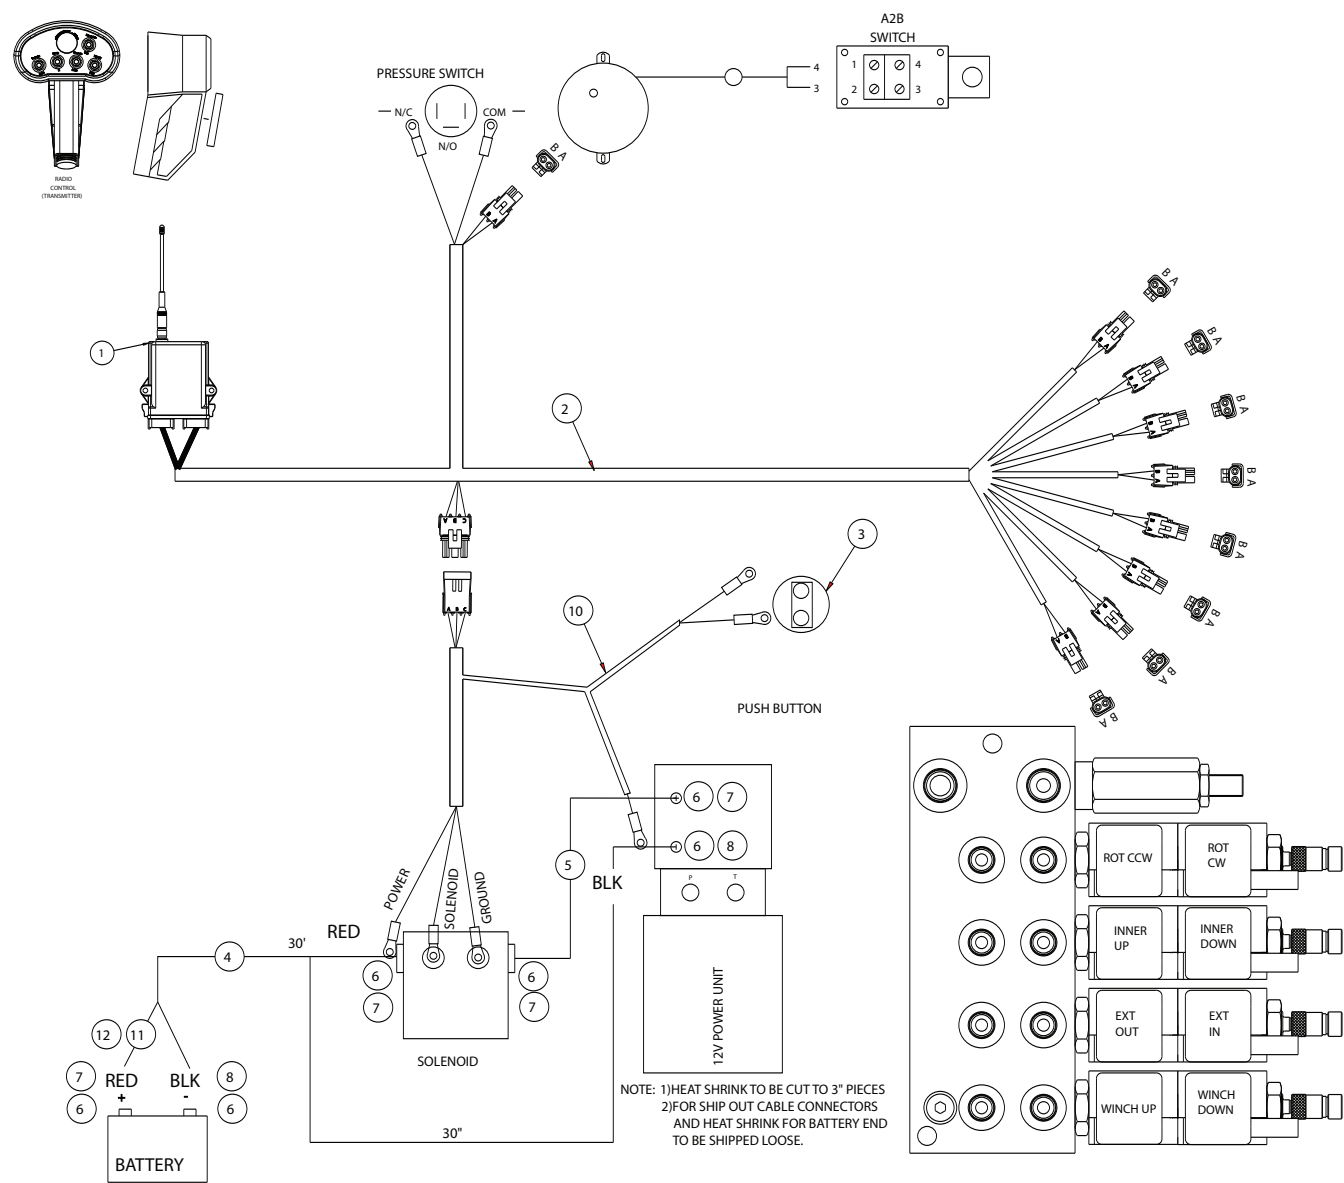 A2B
SWITCH
PRESSURE SWITCH
N/C
COM
N/O
1
4
2
3
4
3
B A
RADIO
CONTROL
(TRANSMITTER)
1
2
3
10
A B C
A B C
B A
B A
B A
B A
B A
B A
B A
B A
PUSH BUTTON
6
7
6
8
P
T
5
BLK
POWER
SOLENOID
GROUND
RED
30'
4
6
7
6
7
SOLENOID
12V POWER UNIT
12
11
7
RED
BLK
8
6
+
-
6
BATTERY
30"
NOTE: 1)HEAT SHRINK TO BE CUT TO 3" PIECES
2)FOR SHIP OUT CABLE CONNECTORS
AND HEAT SHRINK FOR BATTERY END
TO BE SHIPPED LOOSE.
ROT CCW
ROT
CW
INNER
UP
INNER
DOWN
EXT
OUT
EXT
IN
WINCH UP
WINCH
DOWN